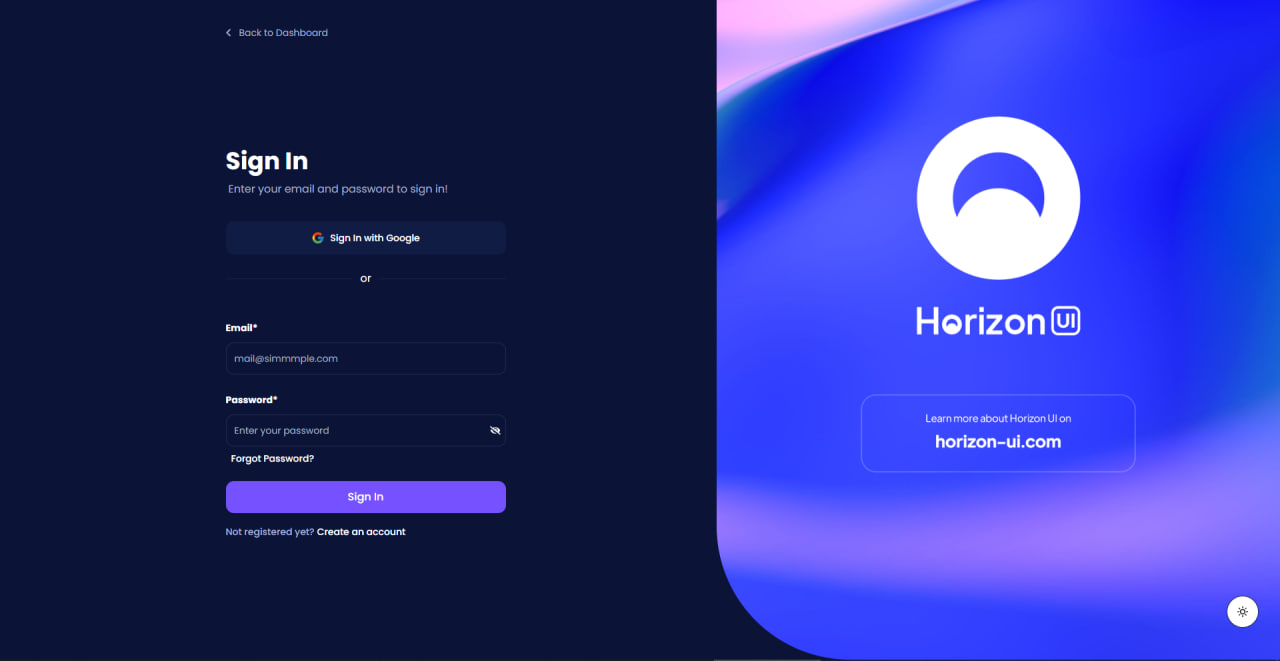 Back to Dashboard
Sign In
Enter your email and password to sign in!
Sign In with Google
or
Email*
mail@simmmple.com
Password*
Enter your password
Forgot Password?
Sign In
Not registered yet? Create an account
Horizon UI
Learn more about Horizon UI on
horizon-ui.com